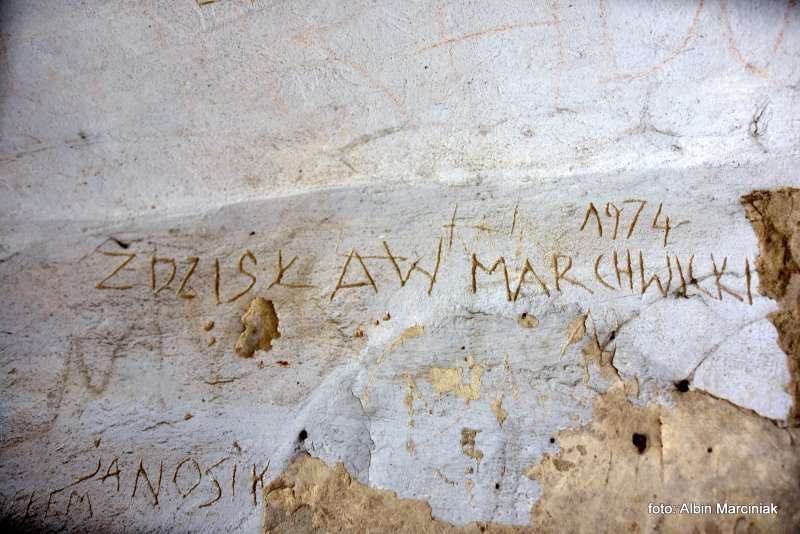 1974
ZDZISŁAW MARCHWICKI
JANOSIK
foto: Albin Marciniak